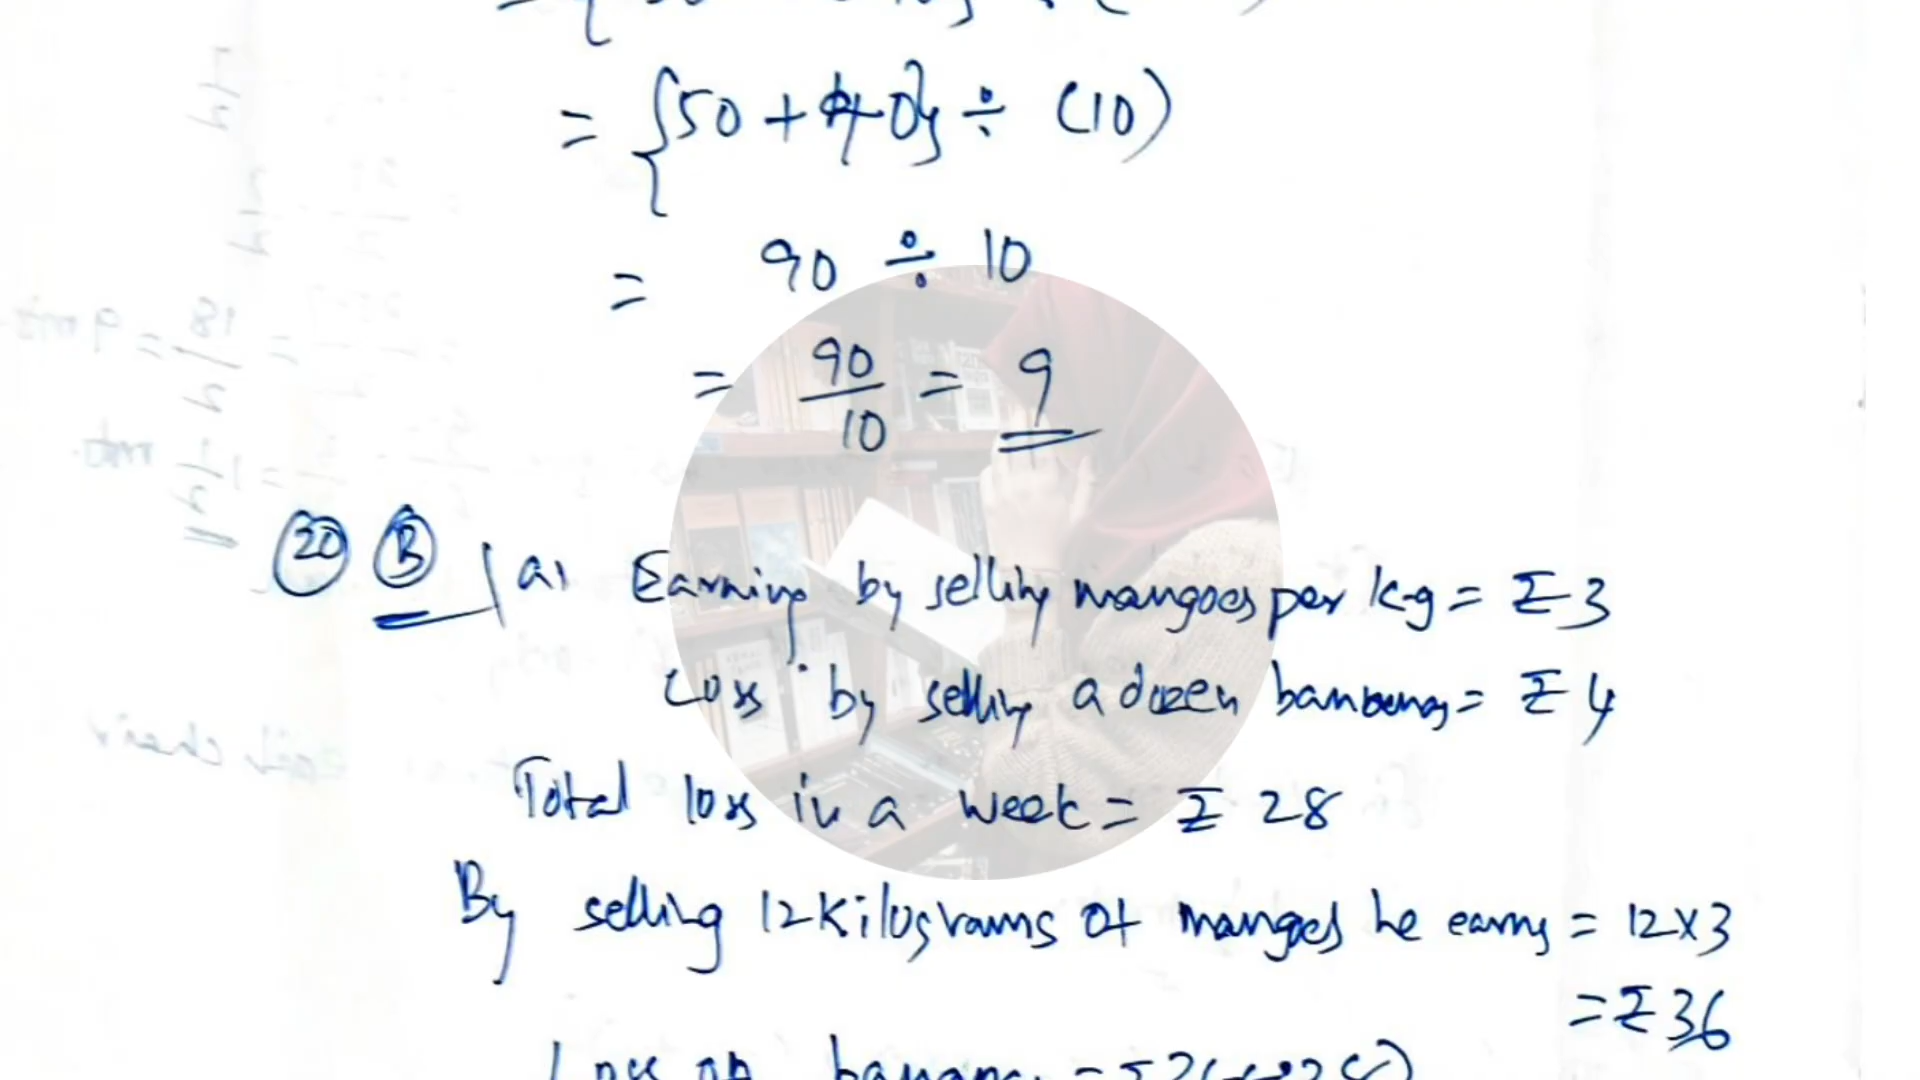 = {50 + 40} ÷ (10)
= 90 ÷ 10
= 90/10 = 9
20 B a) Earning by selling mangoes per kg = ₹ 3
Loss by selling a dozen bananas = ₹ 4
Total loss in a week = ₹ 28
By selling 12 Kilograms of mangoes he earns = 12 x 3
= ₹ 36
Loss on